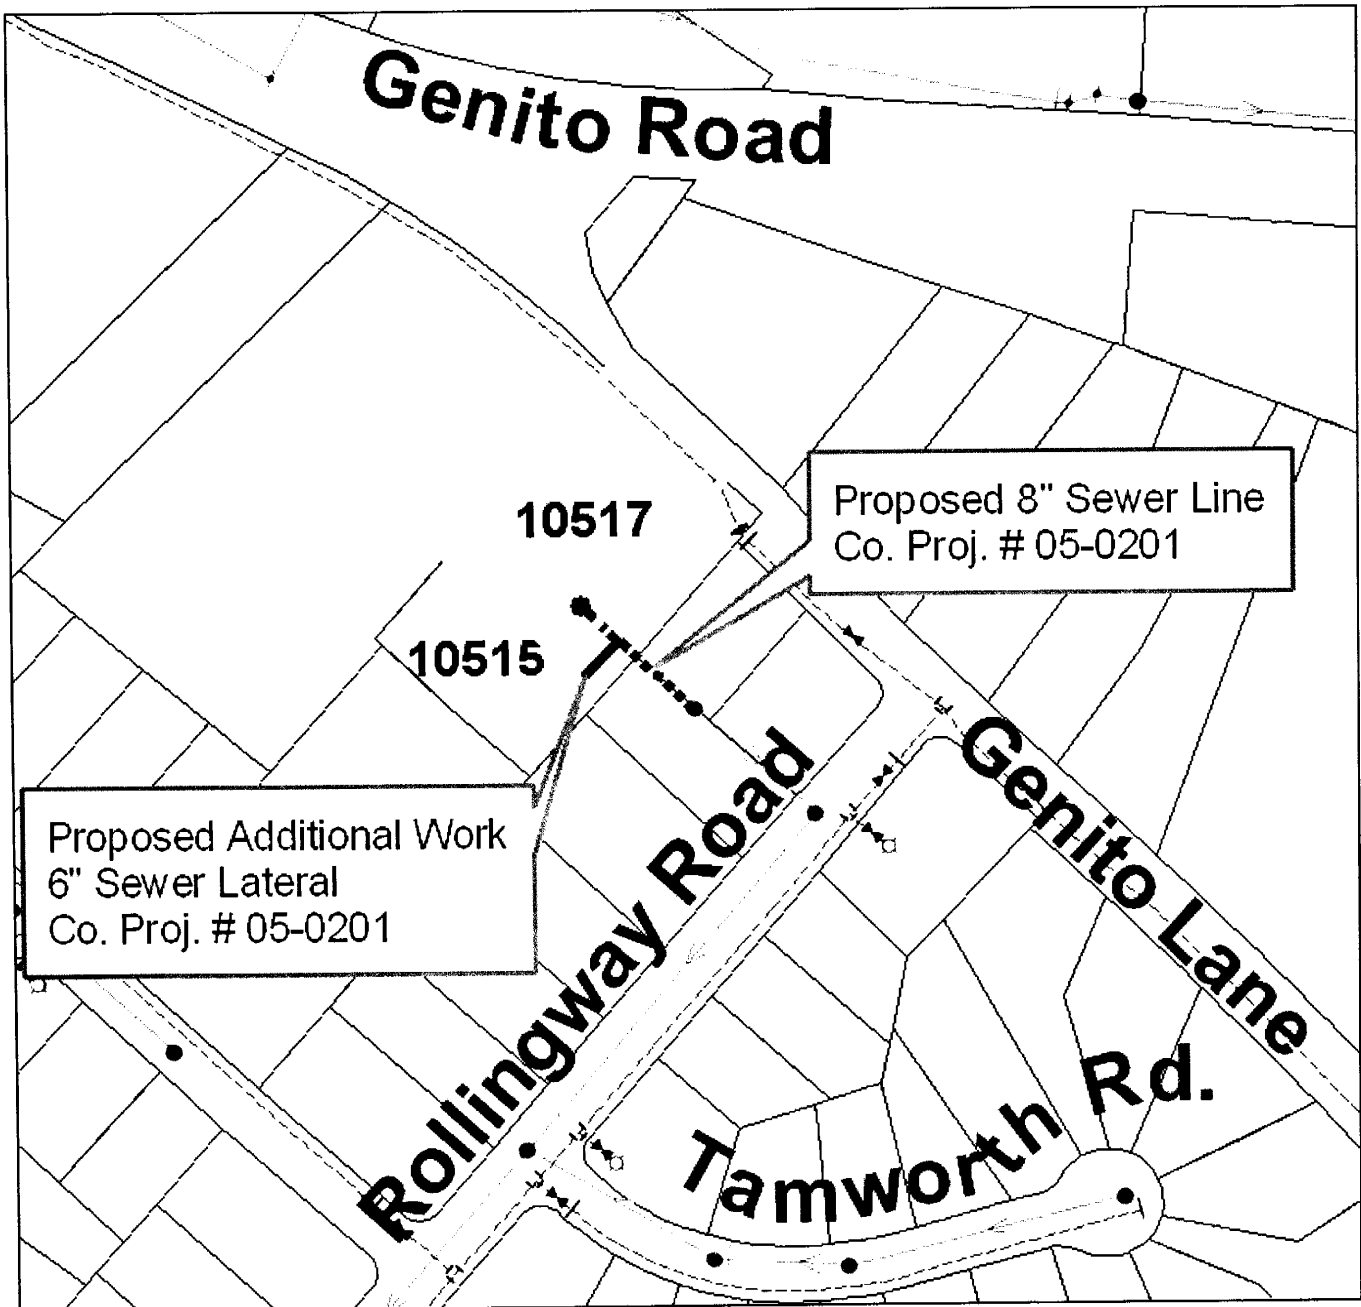 Genito Road
10517
Proposed 8" Sewer Line
Co. Proj. # 05-0201
10515
Proposed Additional Work
6" Sewer Lateral
Co. Proj. # 05-0201
Rollingway Road
Genito Lane
Tamworth Rd.